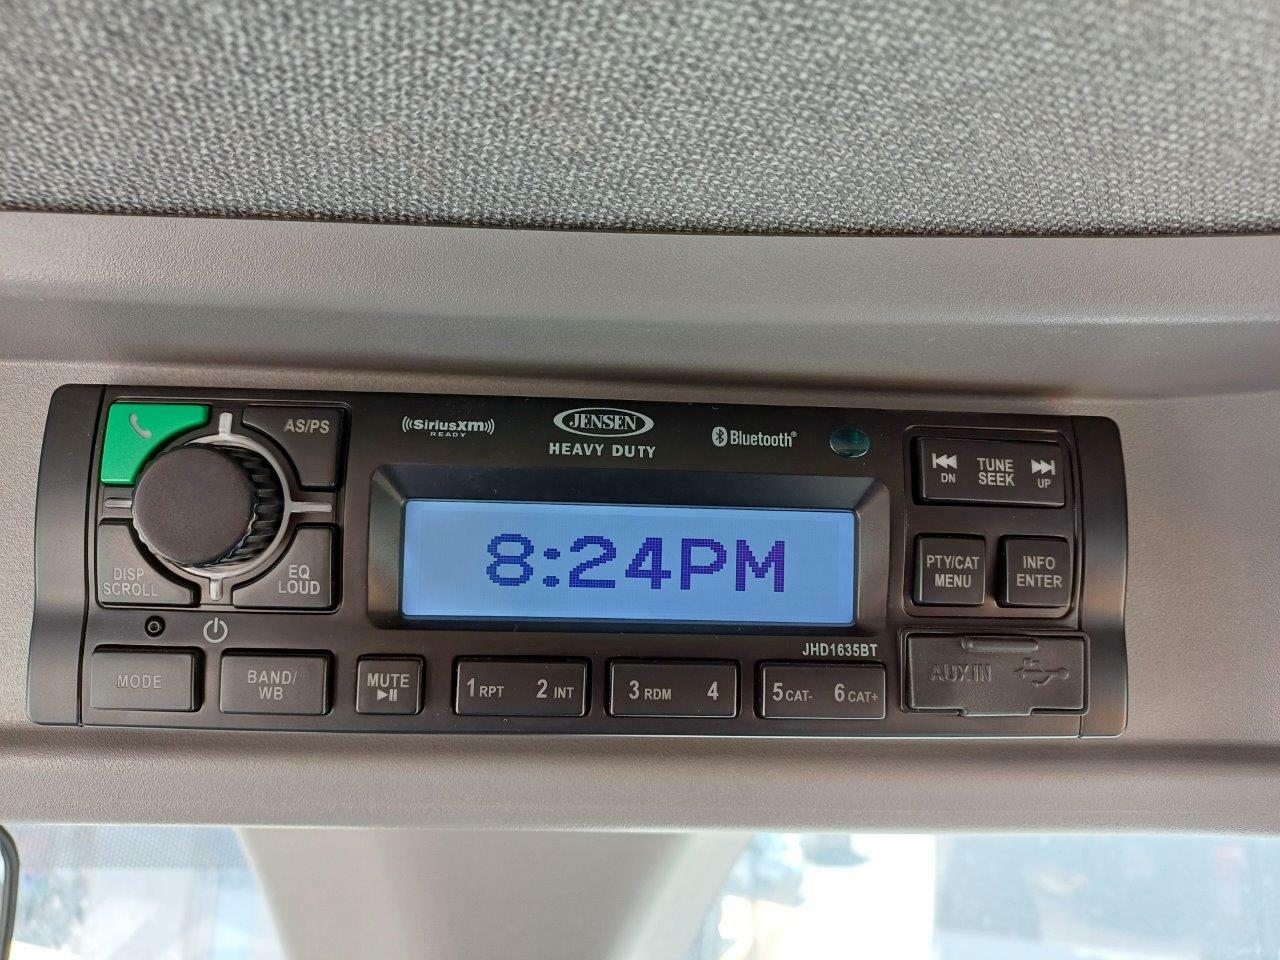 AS/PS
SiriusXM
READY
JENSEN
HEAVY DUTY
Bluetooth®
DN
TUNE
SEEK
UP
8:24PM
DISP
SCROLL
EQ
LOUD
PTY/CAT
MENU
INFO
ENTER
JHD1635BT
MODE
BAND/
WB
MUTE
1 RPT 2 INT
3 RDM 4
5 CAT- 6 CAT+
AUX IN